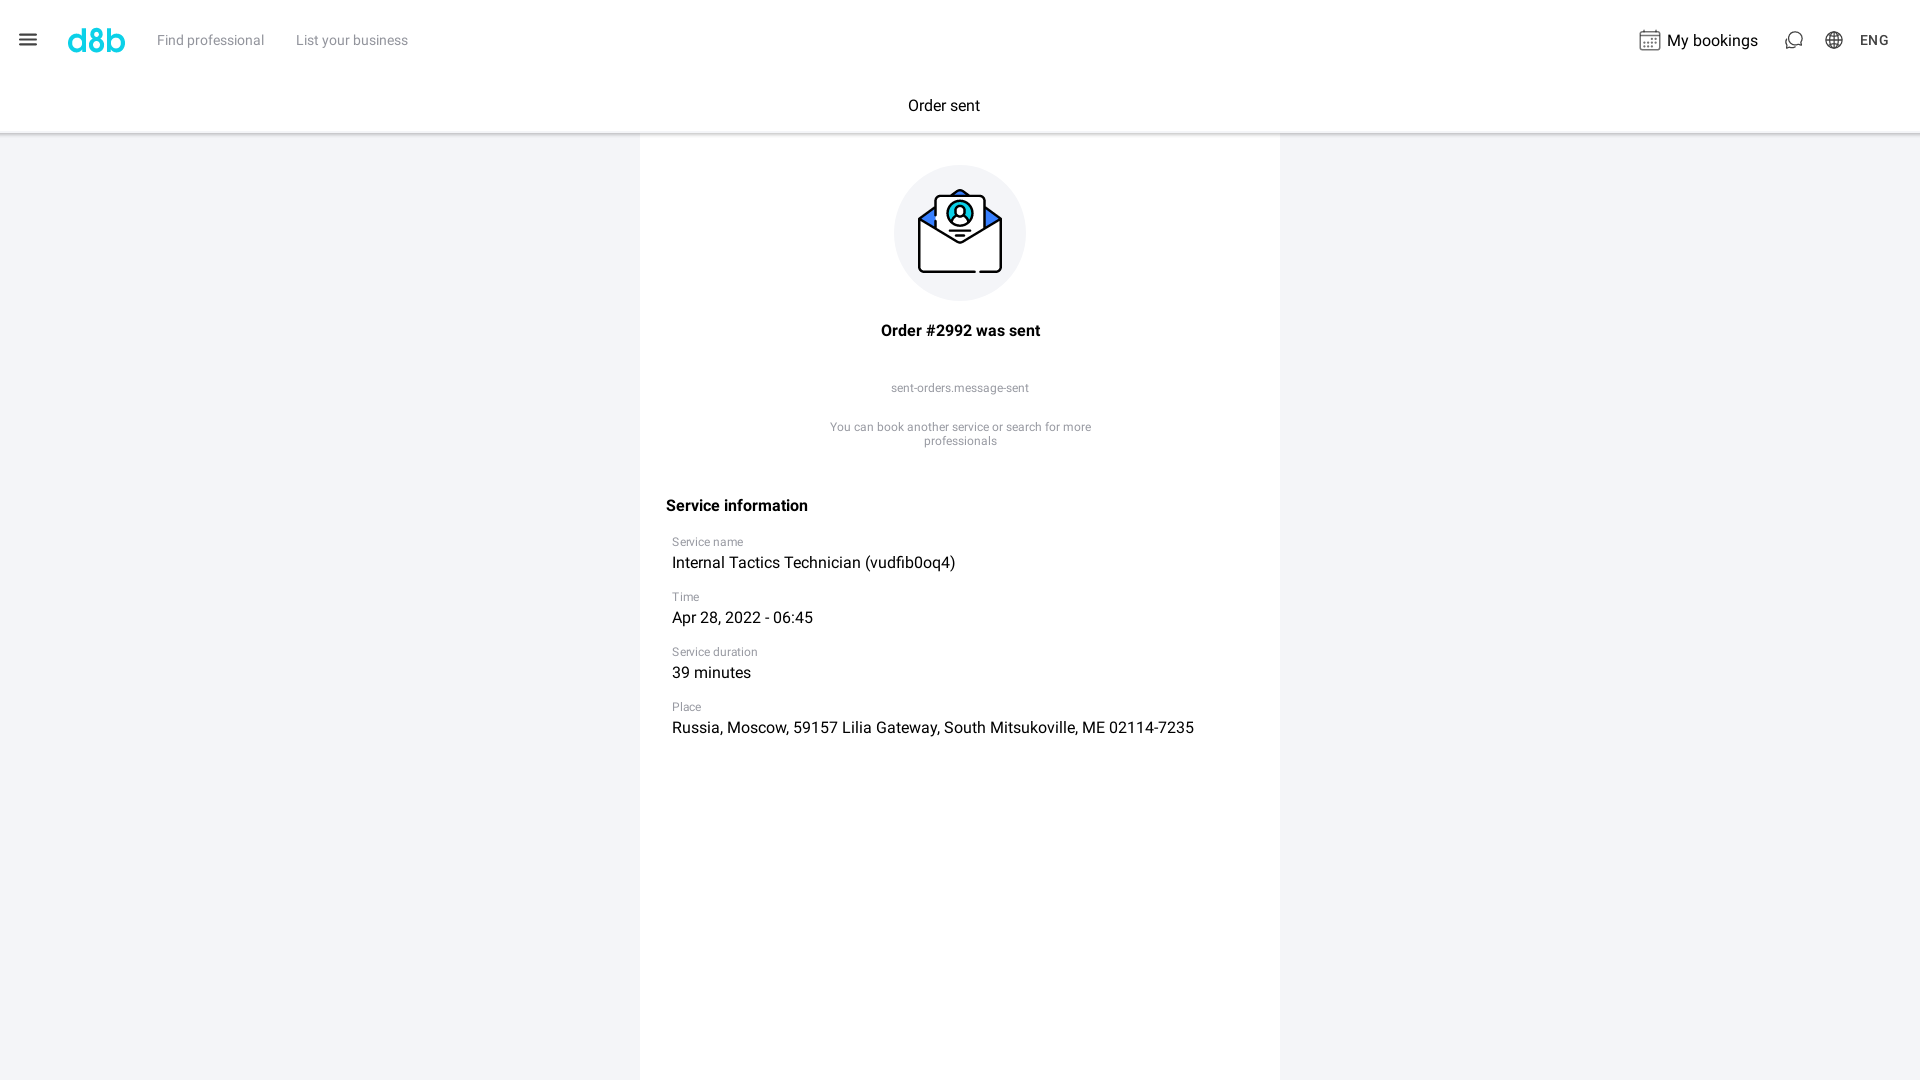 d8b
Find professional
List your business
My bookings
ENG
Order sent
Order #2992 was sent
sent-orders.message-sent
You can book another service or search for more
professionals
Service information
Service name
Internal Tactics Technician (vudfib0oq4)
Time
Apr 28, 2022 - 06:45
Service duration
39 minutes
Place
Russia, Moscow, 59157 Lilia Gateway, South Mitsukoville, ME 02114-7235